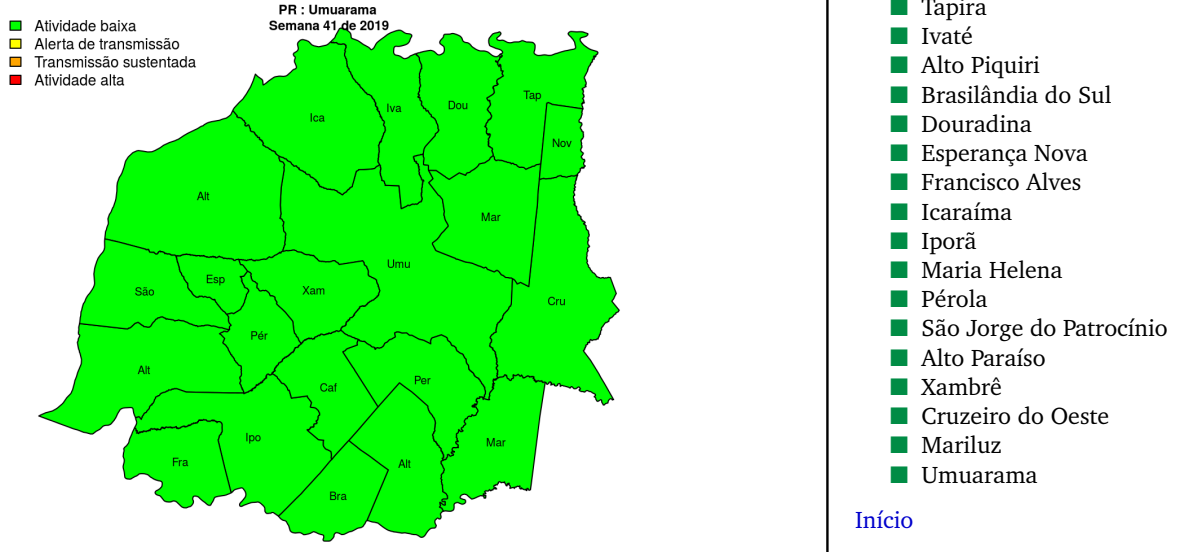 PR : Umuarama
Semana 41 de 2019
Atividade baixa
Alerta de transmissão
Transmissão sustentada
Atividade alta
Ica
Iva
Dou
Tap
Nov
Alt
Mar
Umu
Esp
São
Xam
Cru
Pér
Alt
Caf
Per
Ipo
Mar
Fra
Alt
Bra
Tapira
Ivaté
Alto Piquiri
Brasilândia do Sul
Douradina
Esperança Nova
Francisco Alves
Icaraíma
Iporã
Maria Helena
Pérola
São Jorge do Patrocínio
Alto Paraíso
Xambrê
Cruzeiro do Oeste
Mariluz
Umuarama
Início